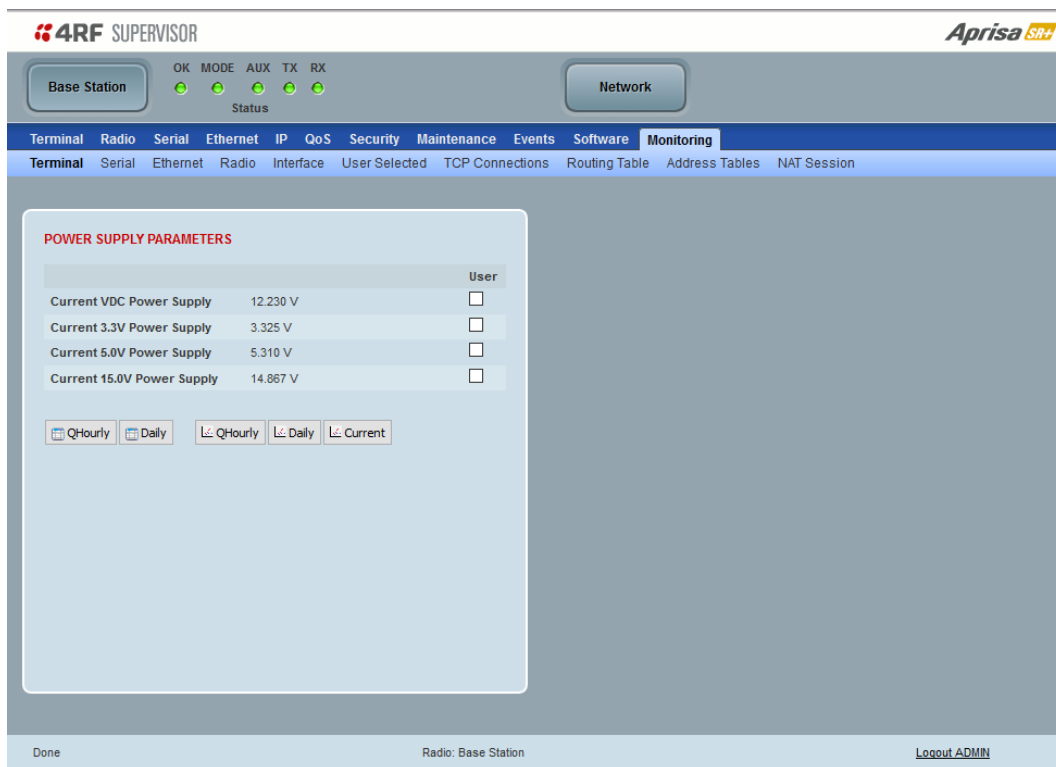 4RF SUPERVISOR
Aprisa SR+
Base Station
OK MODE AUX TX RX
Status
Network
Terminal Radio Serial Ethernet IP QoS Security Maintenance Events Software Monitoring
Terminal Serial Ethernet Radio Interface User Selected TCP Connections Routing Table Address Tables NAT Session
POWER SUPPLY PARAMETERS
User
Current VDC Power Supply 12.230 V
Current 3.3V Power Supply 3.325 V
Current 5.0V Power Supply 5.310 V
Current 15.0V Power Supply 14.867 V
QHourly Daily QHourly Daily Current
Done Radio: Base Station Logout ADMIN